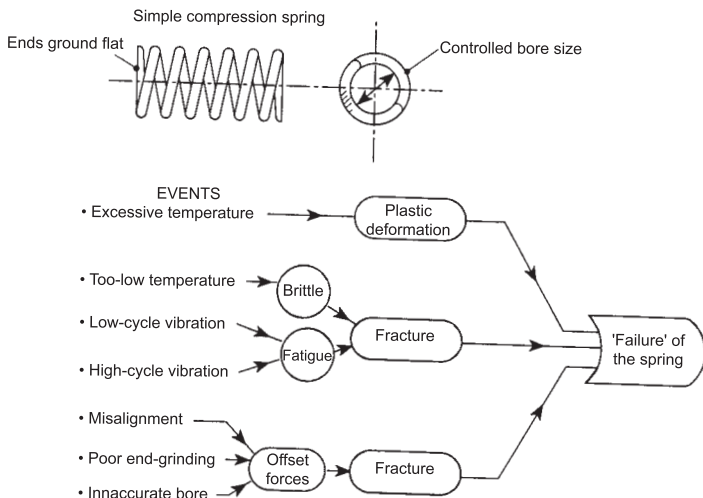 Simple compression spring
Ends ground flat
Controlled bore size
EVENTS
• Excessive temperature
Plastic
deformation
• Too-low temperature
Brittle
• Low-cycle vibration
Fatigue
Fracture
• High-cycle vibration
'Failure' of
the spring
• Misalignment
• Poor end-grinding
Offset
forces
Fracture
• Innaccurate bore